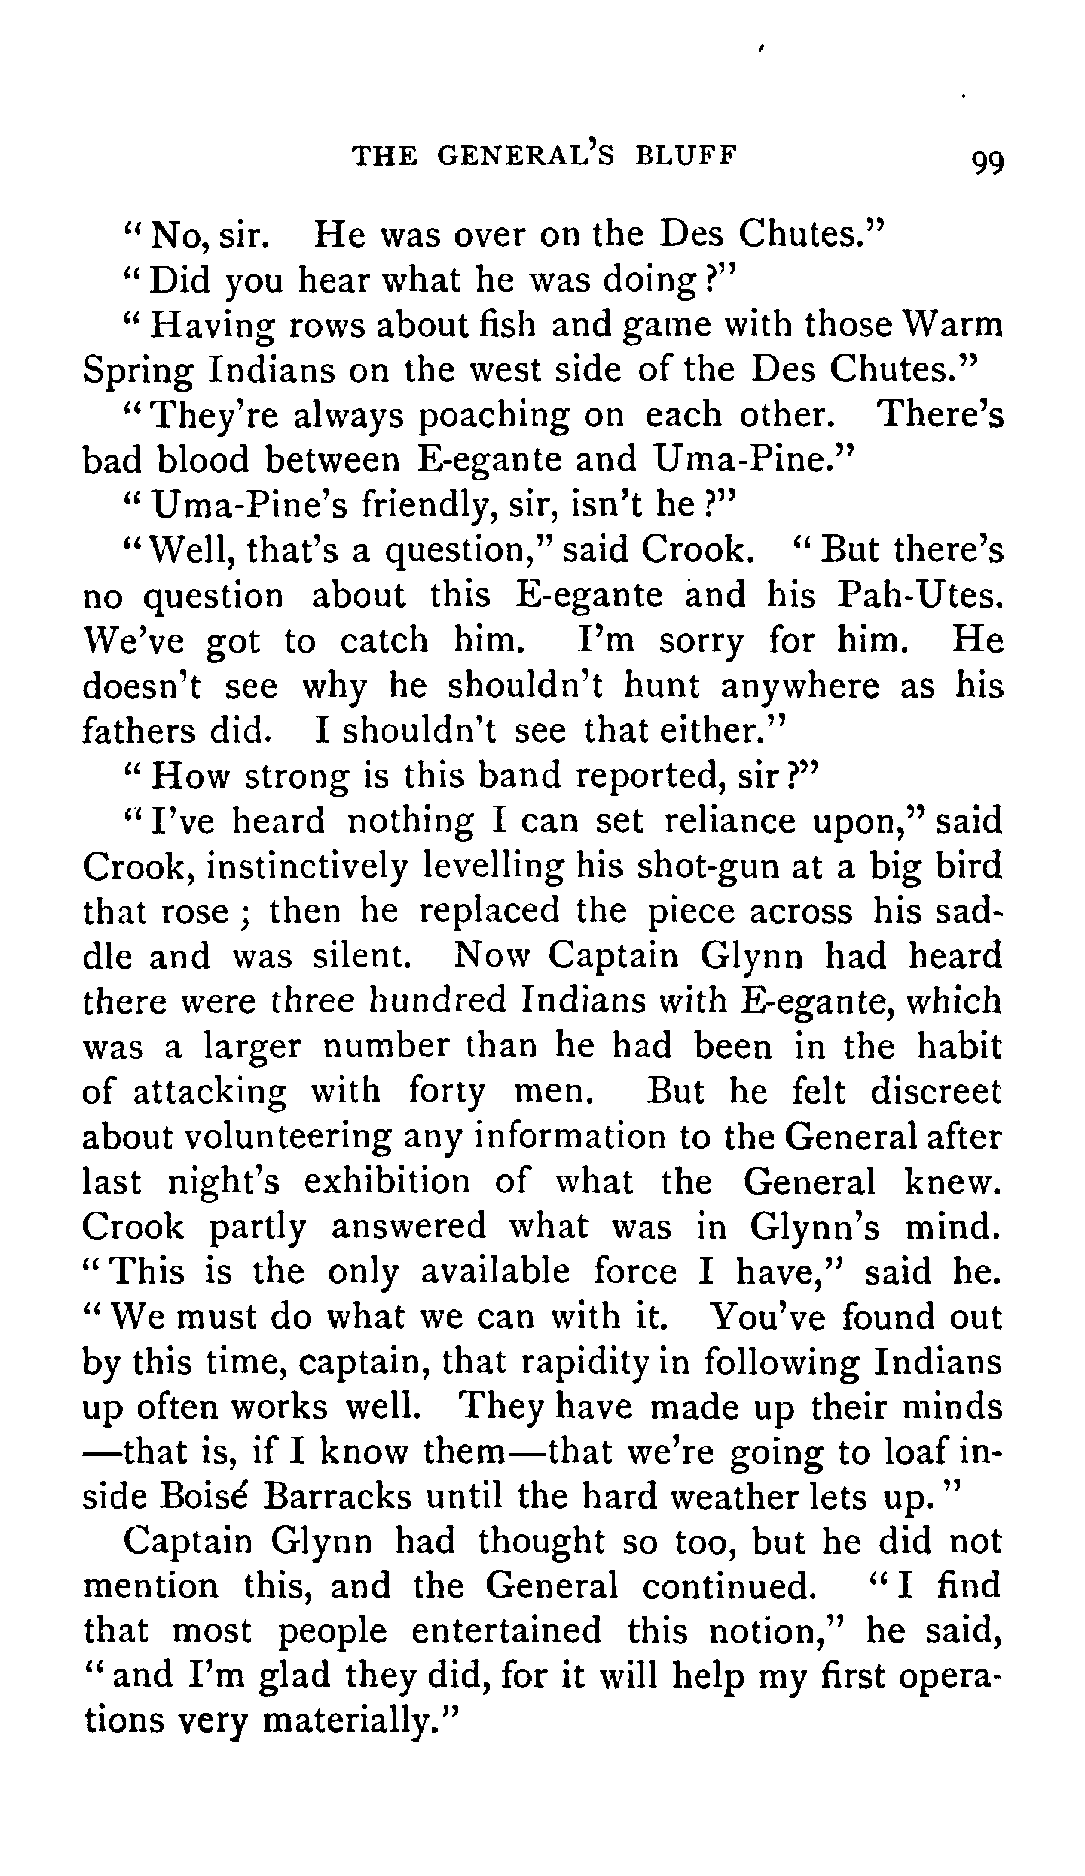 THE GENERAL'S BLUFF 99
"No, sir. He was over on the Des Chutes."
"Did you hear what he was doing?"
"Having rows about fish and game with those Warm
Spring Indians on the west side of the Des Chutes."
"They're always poaching on each other. There's
bad blood between E-egante and Uma-Pine."
"Uma-Pine's friendly, sir, isn't he?"
"Well, that's a question," said Crook. "But there's
no question about this E-egante and his Pah-Utes.
We've got to catch him. I'm sorry for him. He
doesn't see why he shouldn't hunt anywhere as his
fathers did. I shouldn't see that either."
"How strong is this band reported, sir?"
"I've heard nothing I can set reliance upon," said
Crook, instinctively levelling his shot-gun at a big bird
that rose; then he replaced the piece across his sad-
dle and was silent. Now Captain Glynn had heard
there were three hundred Indians with E-egante, which
was a larger number than he had been in the habit
of attacking with forty men. But he felt discreet
about volunteering any information to the General after
last night's exhibition of what the General knew.
Crook partly answered what was in Glynn's mind.
"This is the only available force I have," said he.
"We must do what we can with it. You've found out
by this time, captain, that rapidity in following Indians
up often works well. They have made up their minds
—that is, if I know them—that we're going to loaf in-
side Boisé Barracks until the hard weather lets up."
Captain Glynn had thought so too, but he did not
mention this, and the General continued. "I find
that most people entertained this notion," he said,
"and I'm glad they did, for it will help my first opera-
tions very materially."